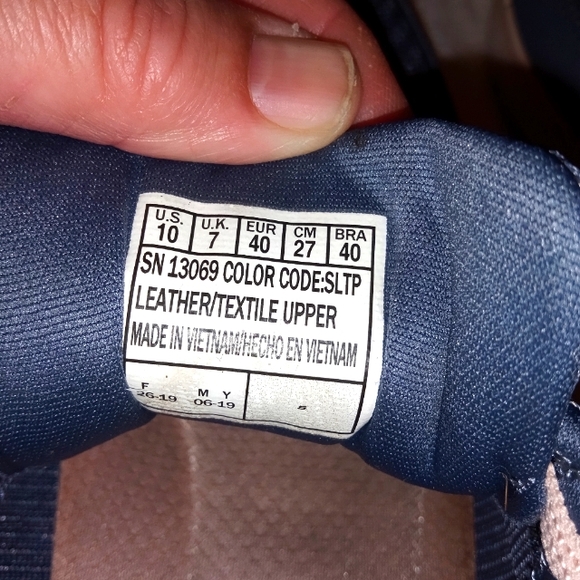 U.S. U.K. EUR CM BRA
10 7 40 27 40
SN 13069 COLOR CODE:SLTP
LEATHER/TEXTILE UPPER
MADE IN VIETNAM/HECHO EN VIETNAM
F M Y
26-19 06-19